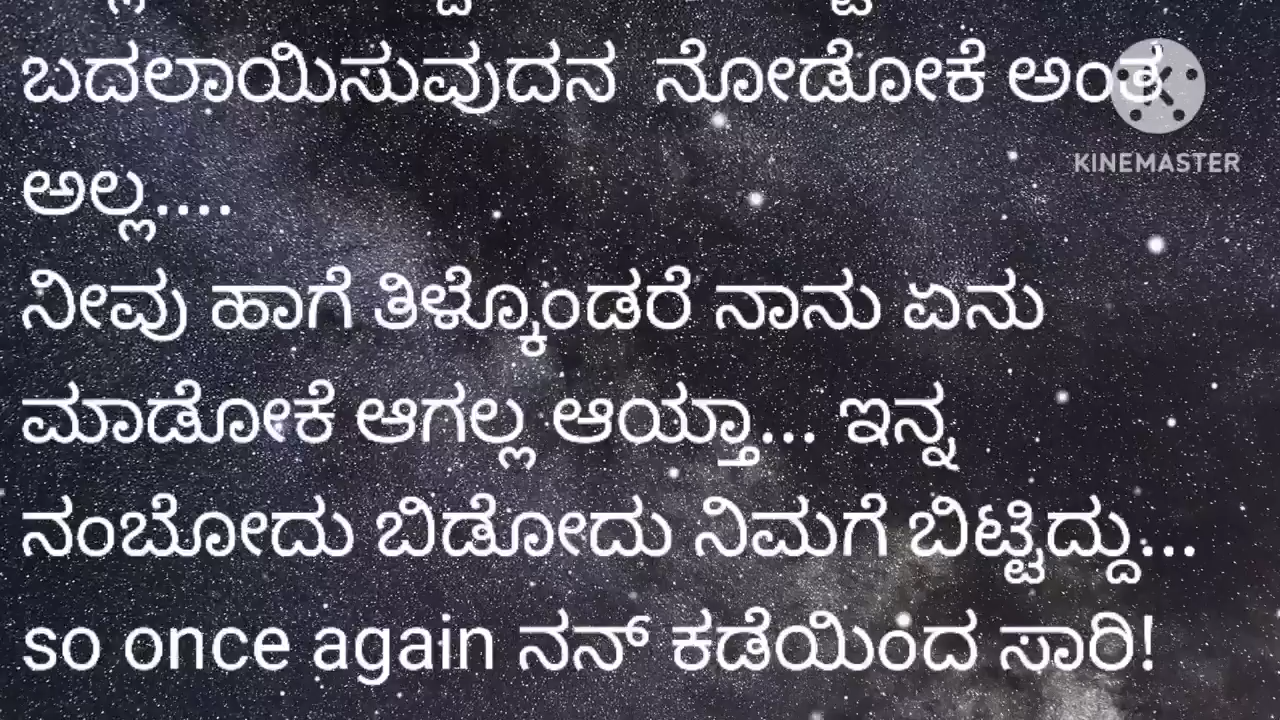 ಬದಲಾಯಿಸುವುದನ ನೋಡೋಕೆ ಅಂತ
KINEMASTER
ಅಲ್ಲ....
ನೀವು ಹಾಗೆ ತಿಳ್ಕೊಂಡರೆ ನಾನು ಏನು
ಮಾಡೋಕೆ ಆಗಲ್ಲ ಆಯ್ತಾ... ಇನ್ನ
ನಂಬೋದು ಬಿಡೋದು ನಿಮಗೆ ಬಿಟ್ಟಿದ್ದು...
so once again ನನ್ ಕಡೆಯಿಂದ ಸಾರಿ!